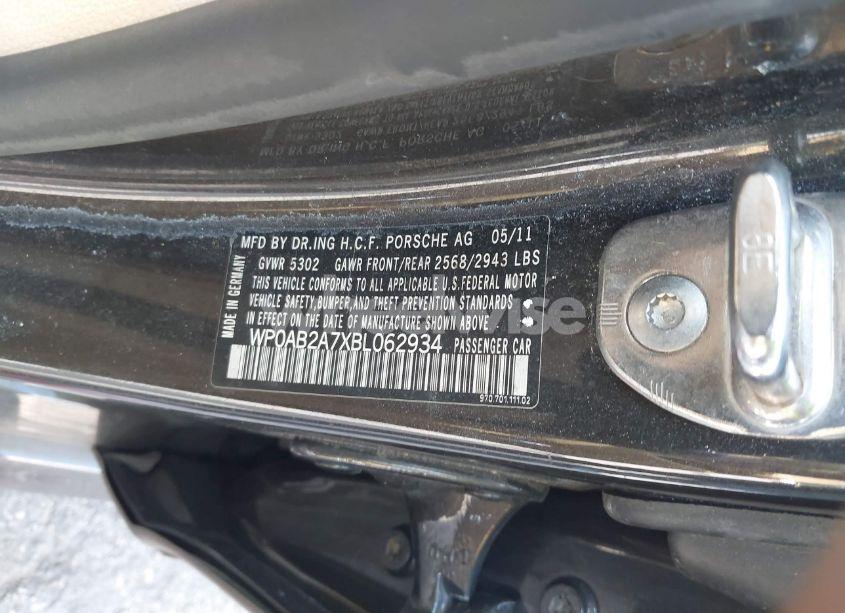 MFD BY DR.ING H.C.F. PORSCHE AG 05/11
GVWR 5302 GAWR FRONT/REAR 2568/2943 LBS
THIS VEHICLE CONFORMS TO ALL APPLICABLE U.S.FEDERAL MOTOR
VEHICLE SAFETY,BUMPER,AND THEFT PREVENTION STANDARDS
IN EFFECT ON THE DATE OF MANUFACTURE SHOWN ABOVE
WP0AB2A7XBL062934 PASSENGER CAR
970.701.111.02
MADE IN GERMANY